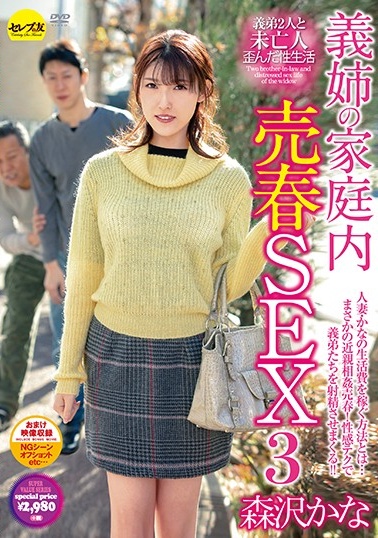 セレブの友
Celebrity Club Mate
DVD VIDEO
義弟2人と
未亡人
歪んだ性生活
Two brother-in-law and
distressed sex life
of the widow
義姉の家庭内
売春SEX3
人妻かなの生活費を稼ぐ方法とは…
まさかの近親相姦売春!性感テクで
義弟たちを射精させまくる!!
森沢かな
おまけ
映像収録
NGシーン
オフショット
etc…
SUPER
VALUE SERIES
special price
¥2,980
+税